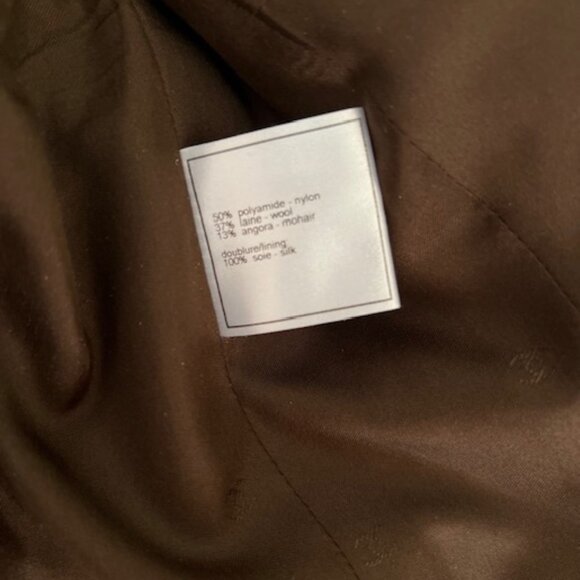 50% polyamide - nylon
37% laine - wool
13% angora - mohair
doublure/lining
100% soie - silk